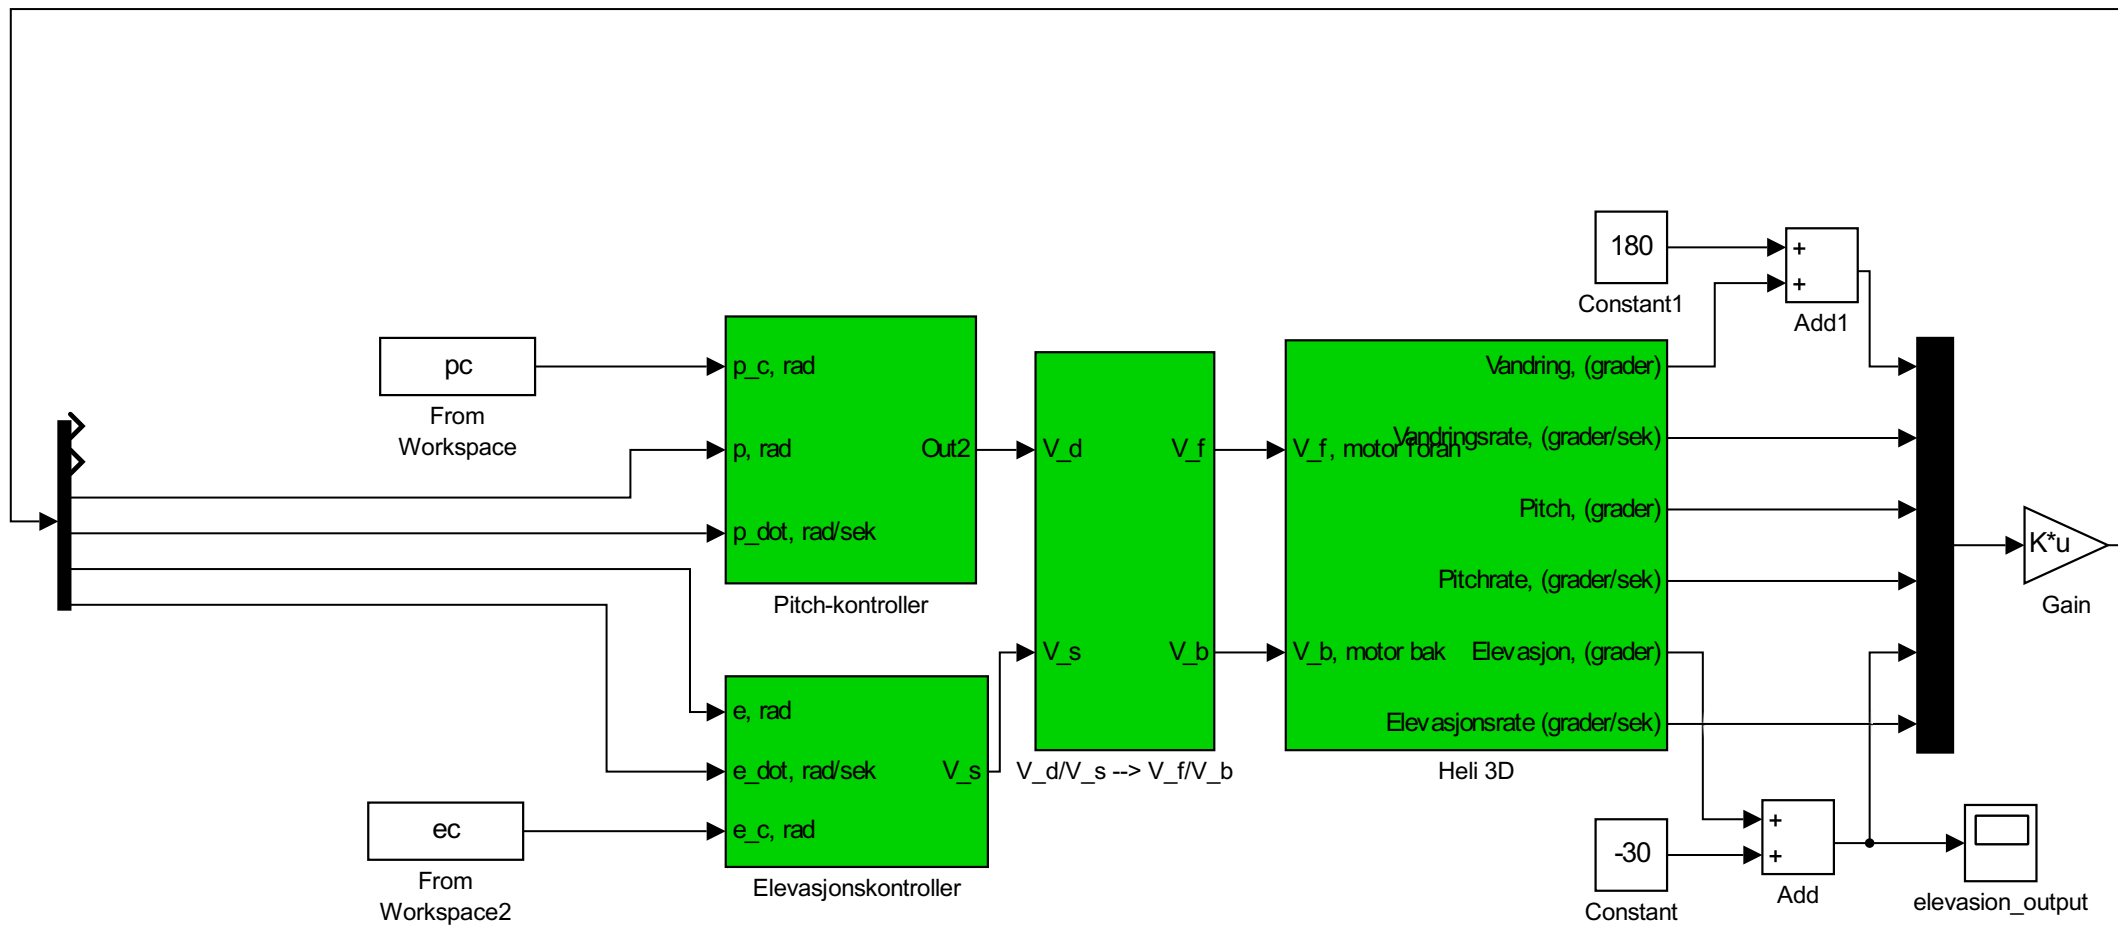 180
+
+
Constant1
Add1
pc
From
Workspace
p_c, rad
p, rad
Out2
p_dot, rad/sek
Pitch-kontroller
V_d
V_f
V_s
V_b
V_d/V_s --> V_f/V_b
V_f, motor foran
V_b, motor bak
Vandring, (grader)
Vandringsrate, (grader/sek)
Pitch, (grader)
Pitchrate, (grader/sek)
Elevasjon, (grader)
Elevasjonsrate (grader/sek)
Heli 3D
K*u
Gain
e, rad
e_dot, rad/sek
V_s
e_c, rad
Elevasjonskontroller
ec
From
Workspace2
-30
Constant
+
+
Add
elevasion_output